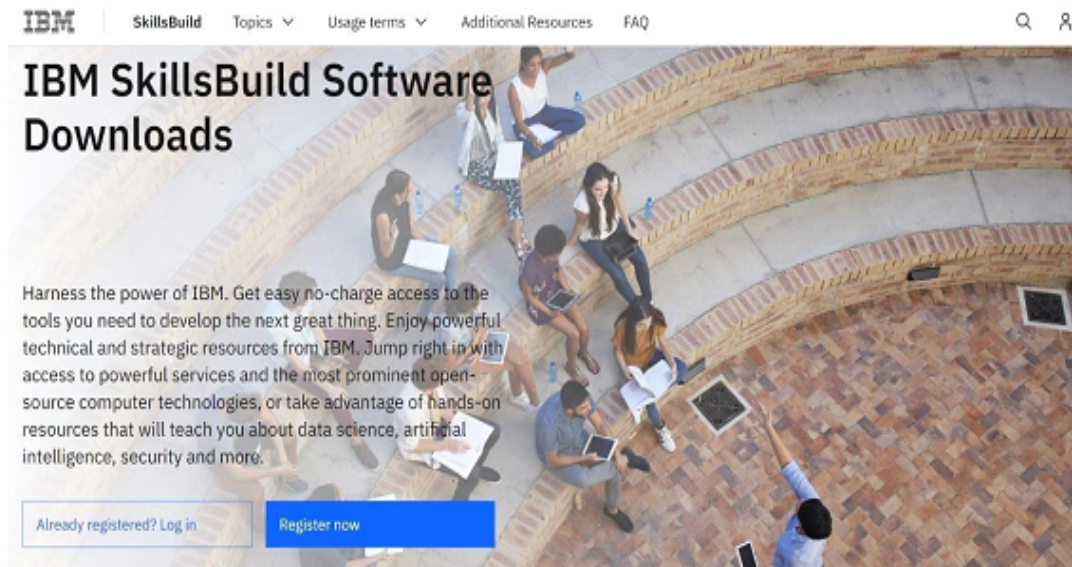 IBM
SkillsBuild
Topics
Usage terms
Additional Resources
FAQ
IBM SkillsBuild Software
Downloads
Harness the power of IBM. Get easy no-charge access to the
tools you need to develop the next great thing. Enjoy powerful
technical and strategic resources from IBM. Jump right in with
access to powerful services and the most prominent open-
source computer technologies, or take advantage of hands-on
resources that will teach you about data science, artificial
intelligence, security and more.
Already registered? Log in
Register now